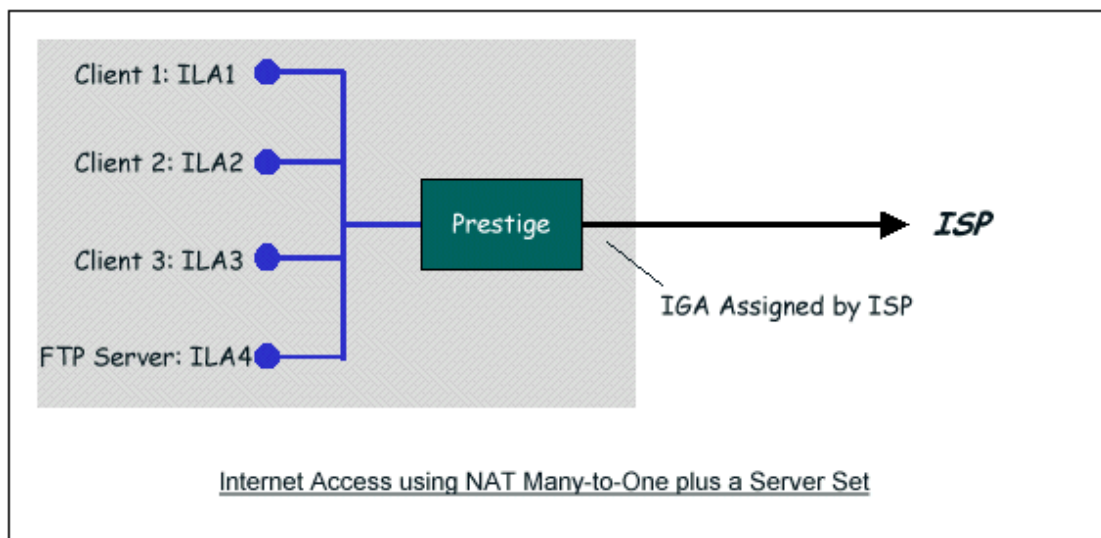 Client 1: ILA1
Client 2: ILA2
Client 3: ILA3
FTP Server: ILA4
Prestige
ISP
IGA Assigned by ISP
Internet Access using NAT Many-to-One plus a Server Set